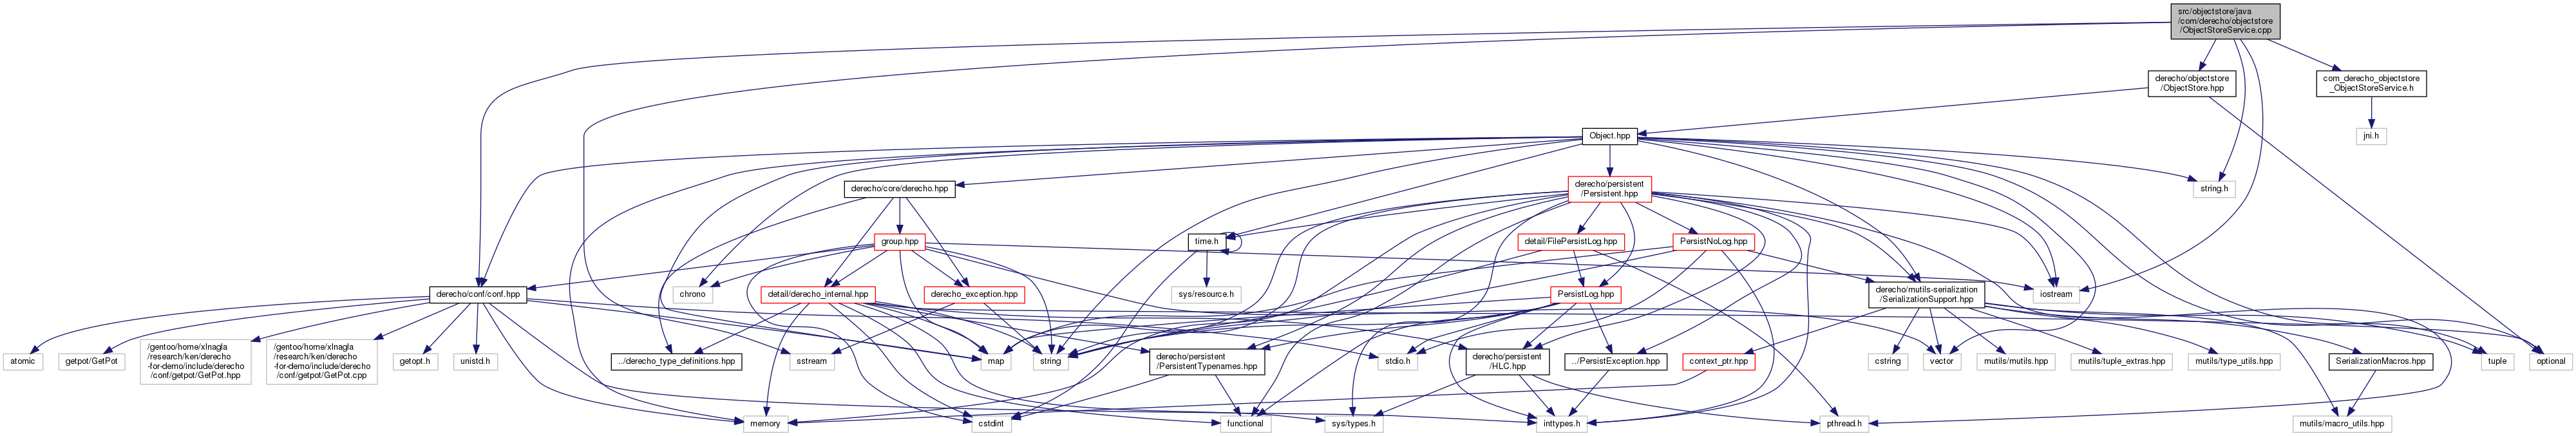 src/objectstore/java
/com/derecho/objectstore
/ObjectStoreService.cpp
derecho/objectstore
/ObjectStore.hpp
com_derecho_objectstore
_ObjectStoreService.h
Object.hpp
jni.h
derecho/core/derecho.hpp
derecho/persistent
/Persistent.hpp
string.h
group.hpp
time.h
detail/FilePersistLog.hpp
PersistNoLog.hpp
derecho/conf/conf.hpp
chrono
detail/derecho_internal.hpp
derecho_exception.hpp
sys/resource.h
PersistLog.hpp
derecho/mutils-serialization
/SerializationSupport.hpp
iostream
atomic
getpot/GetPot
/gentoo/home/xlnagla
/research/ken/derecho
-for-demo/include/derecho
/conf/getpot/GetPot.hpp
/gentoo/home/xlnagla
/research/ken/derecho
-for-demo/include/derecho
/conf/getpot/GetPot.cpp
getopt.h
unistd.h
../derecho_type_definitions.hpp
sstream
map
string
derecho/persistent
/PersistentTypenames.hpp
stdio.h
derecho/persistent
/HLC.hpp
../PersistException.hpp
context_ptr.hpp
cstring
vector
mutils/mutils.hpp
mutils/tuple_extras.hpp
mutils/type_utils.hpp
SerializationMacros.hpp
tuple
optional
memory
cstdint
functional
sys/types.h
inttypes.h
pthread.h
mutils/macro_utils.hpp